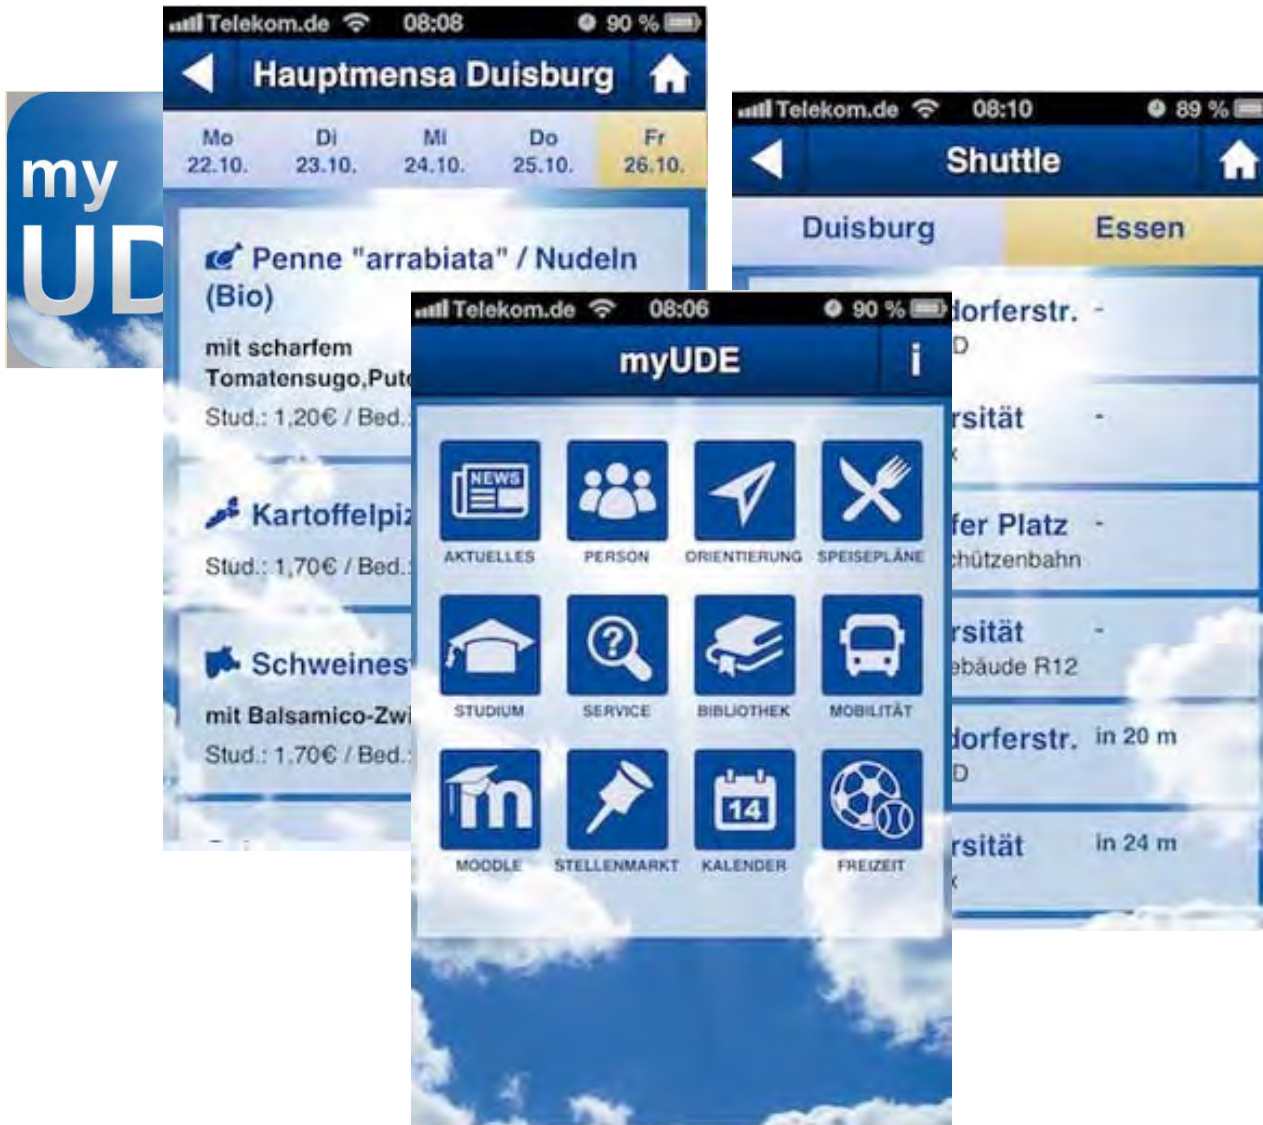 my
UD
Telekom.de 08:08 90 %
Hauptmensa Duisburg
Mo Di Mi Do Fr
22.10. 23.10. 24.10. 25.10. 26.10.
Penne "arrabiata" / Nudeln
(Bio)
mit scharfem
Tomatensugo,Put
Stud.: 1,20€ / Bed.:
Kartoffelpiz
Stud.: 1,70€ / Bed.:
Schweines
mit Balsamico-Zwi
Stud.: 1.70€ / Bed.:
Telekom.de 08:06 90 %
myUDE i
NEWS
AKTUELLES PERSON ORIENTIERUNG SPEISEPLÄNE
?
STUDIUM SERVICE BIBLIOTHEK MOBILITÄT
m 14
MOODLE STELLENMARKT KALENDER FREIZEIT
Telekom.de 08:10 89 %
Shuttle
Duisburg Essen
dorferstr. -
D
rsität -
fer Platz -
chützenbahn
rsität -
ebäude R12
dorferstr. in 20 m
D
rsität in 24 m